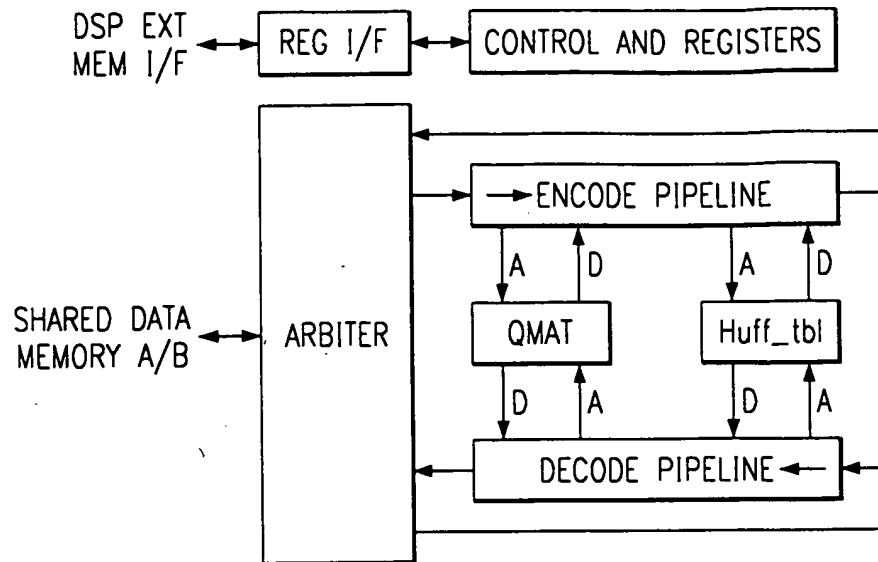 DSP EXT
MEM I/F
REG I/F
CONTROL AND REGISTERS
ENCODE PIPELINE
A
D
A
D
SHARED DATA
MEMORY A/B
ARBITER
QMAT
Huff_tbl
D
A
D
A
DECODE PIPELINE